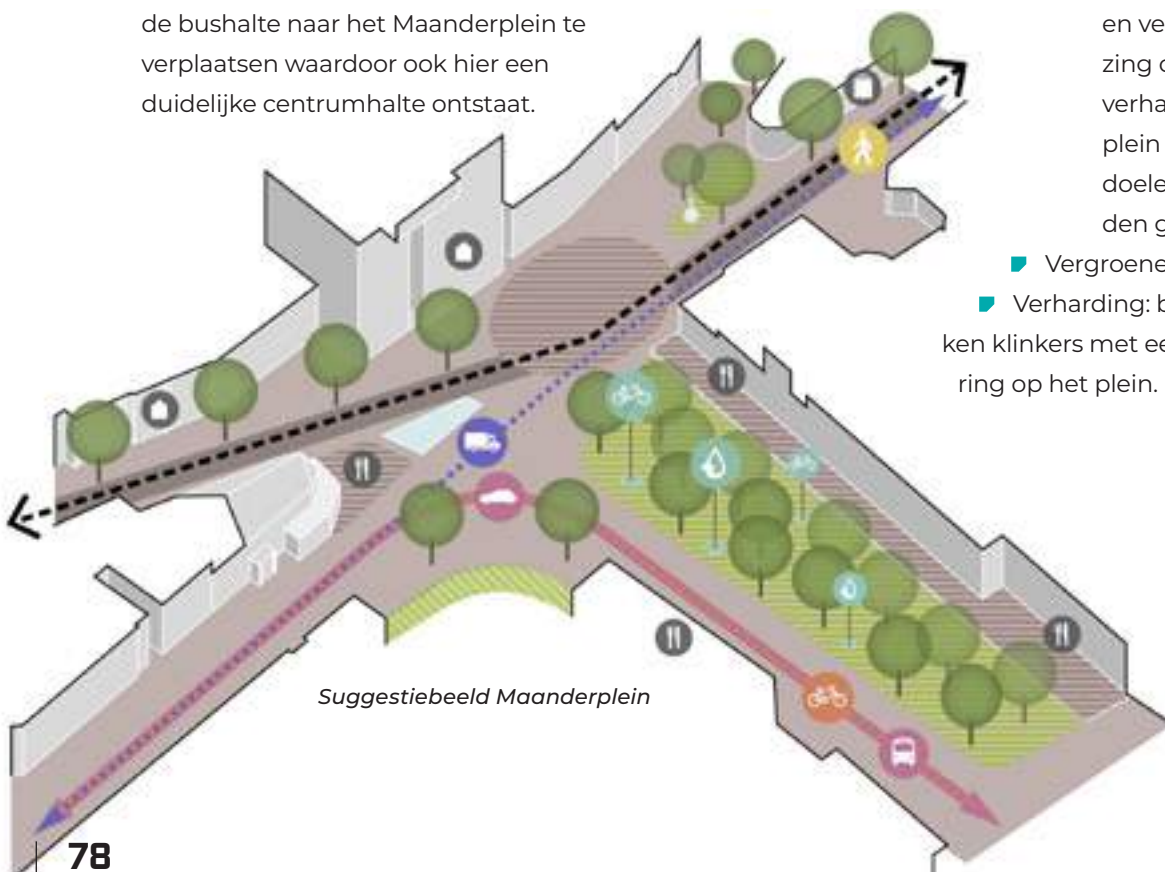 de bushalte naar het Maanderplein te
verplaatsen waardoor ook hier een
duidelijke centrumhalte ontstaat.
en ve
zing
verha
plein
doele
den g
Vergroene
Verharding: b
ken klinkers met ee
ring op het plein.
Suggestiebeeld Maanderplein
78